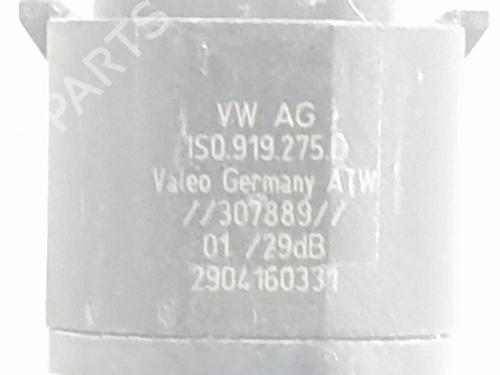 VW AG
1S0.919.275.D
Valeo Germany ATW
//307889//
01 /29dB
2904160331
PARTS